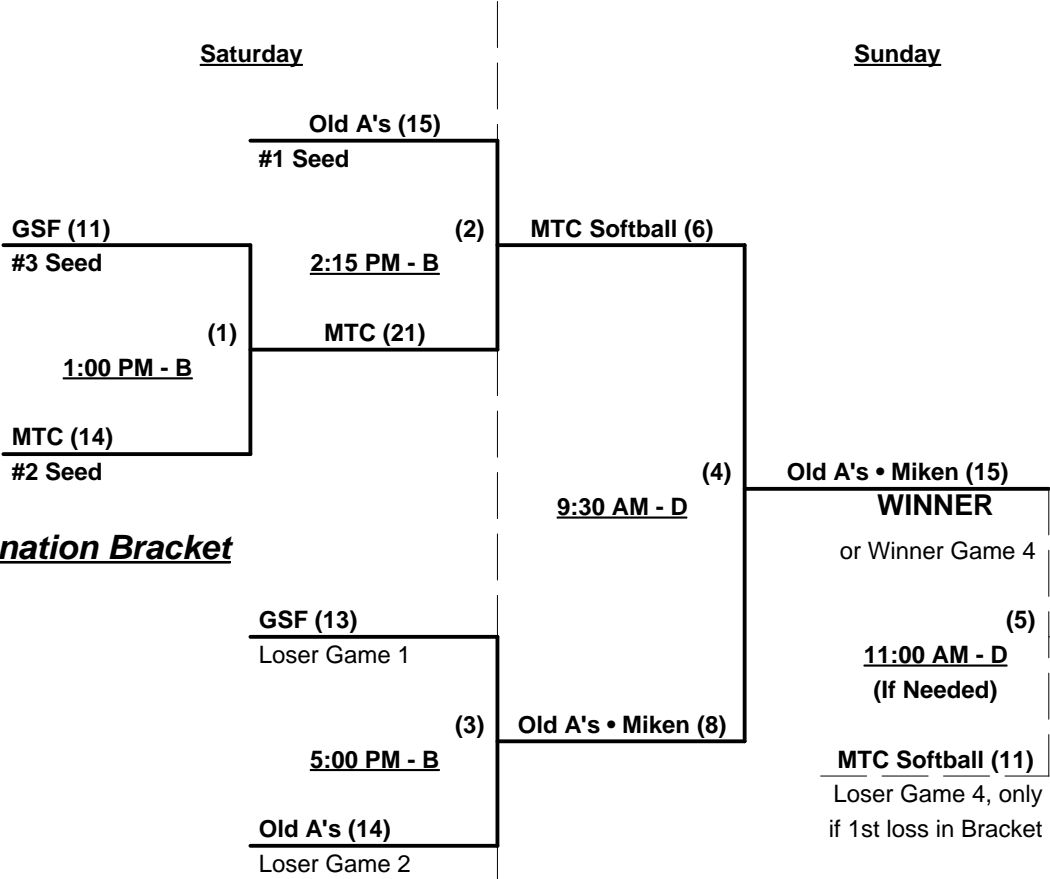 Saturday
Sunday
Old A's (15)
#1 Seed
GSF (11)
#3 Seed
(2)
2:15 PM - B
MTC Softball (6)
(1)
1:00 PM - B
MTC (21)
MTC (14)
#2 Seed
(4)
9:30 AM - D
Old A's • Miken (15)
WINNER
or Winner Game 4
nation Bracket
GSF (13)
Loser Game 1
(5)
11:00 AM - D
(If Needed)
(3)
5:00 PM - B
Old A's • Miken (8)
MTC Softball (11)
Loser Game 4, only
if 1st loss in Bracket
Old A's (14)
Loser Game 2